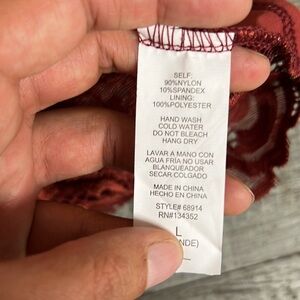 SELF:
90%NYLON
10%SPANDEX
LINING:
100%POLYESTER
HAND WASH
COLD WATER
DO NOT BLEACH
HANG DRY
LAVAR A MANO CON
AGUA FRÍA NO USAR
BLANQUEADOR
SECAR COLGADO
MADE IN CHINA
HECHO EN CHINA
STYLE# 68914
RN#134352
L